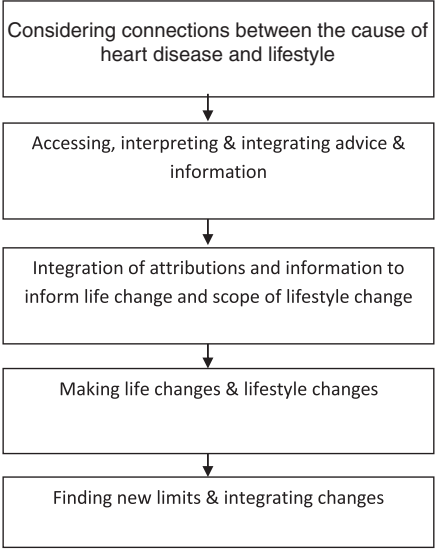 Considering connections between the cause of
heart disease and lifestyle
Accessing, interpreting & integrating advice &
information
Integration of attributions and information to
inform life change and scope of lifestyle change
Making life changes & lifestyle changes
Finding new limits & integrating changes